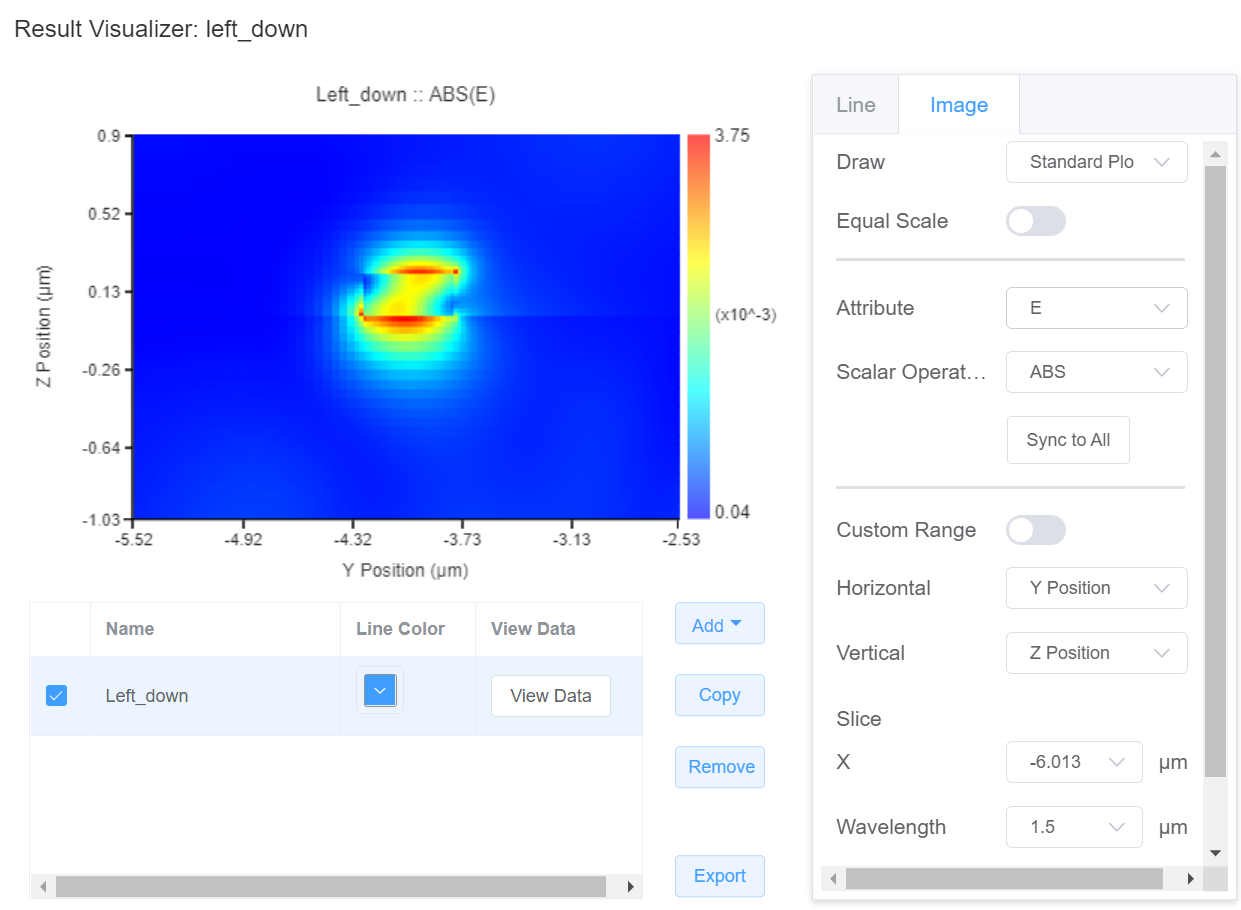 Result Visualizer: left_down
Left_down :: ABS(E)
0.9
0.52
0.13
-0.26
-0.64
-1.03
Z Position (µm)
-5.52 -4.92 -4.32 -3.73 -3.13 -2.53
Y Position (µm)
3.75
(x10^-3)
0.04
Name Line Color View Data
Left_down View Data
Add
Copy
Remove
Export
Line Image
Draw Standard Plo
Equal Scale
Attribute E
Scalar Operat... ABS
Sync to All
Custom Range
Horizontal Y Position
Vertical Z Position
Slice
X -6.013 µm
Wavelength 1.5 µm